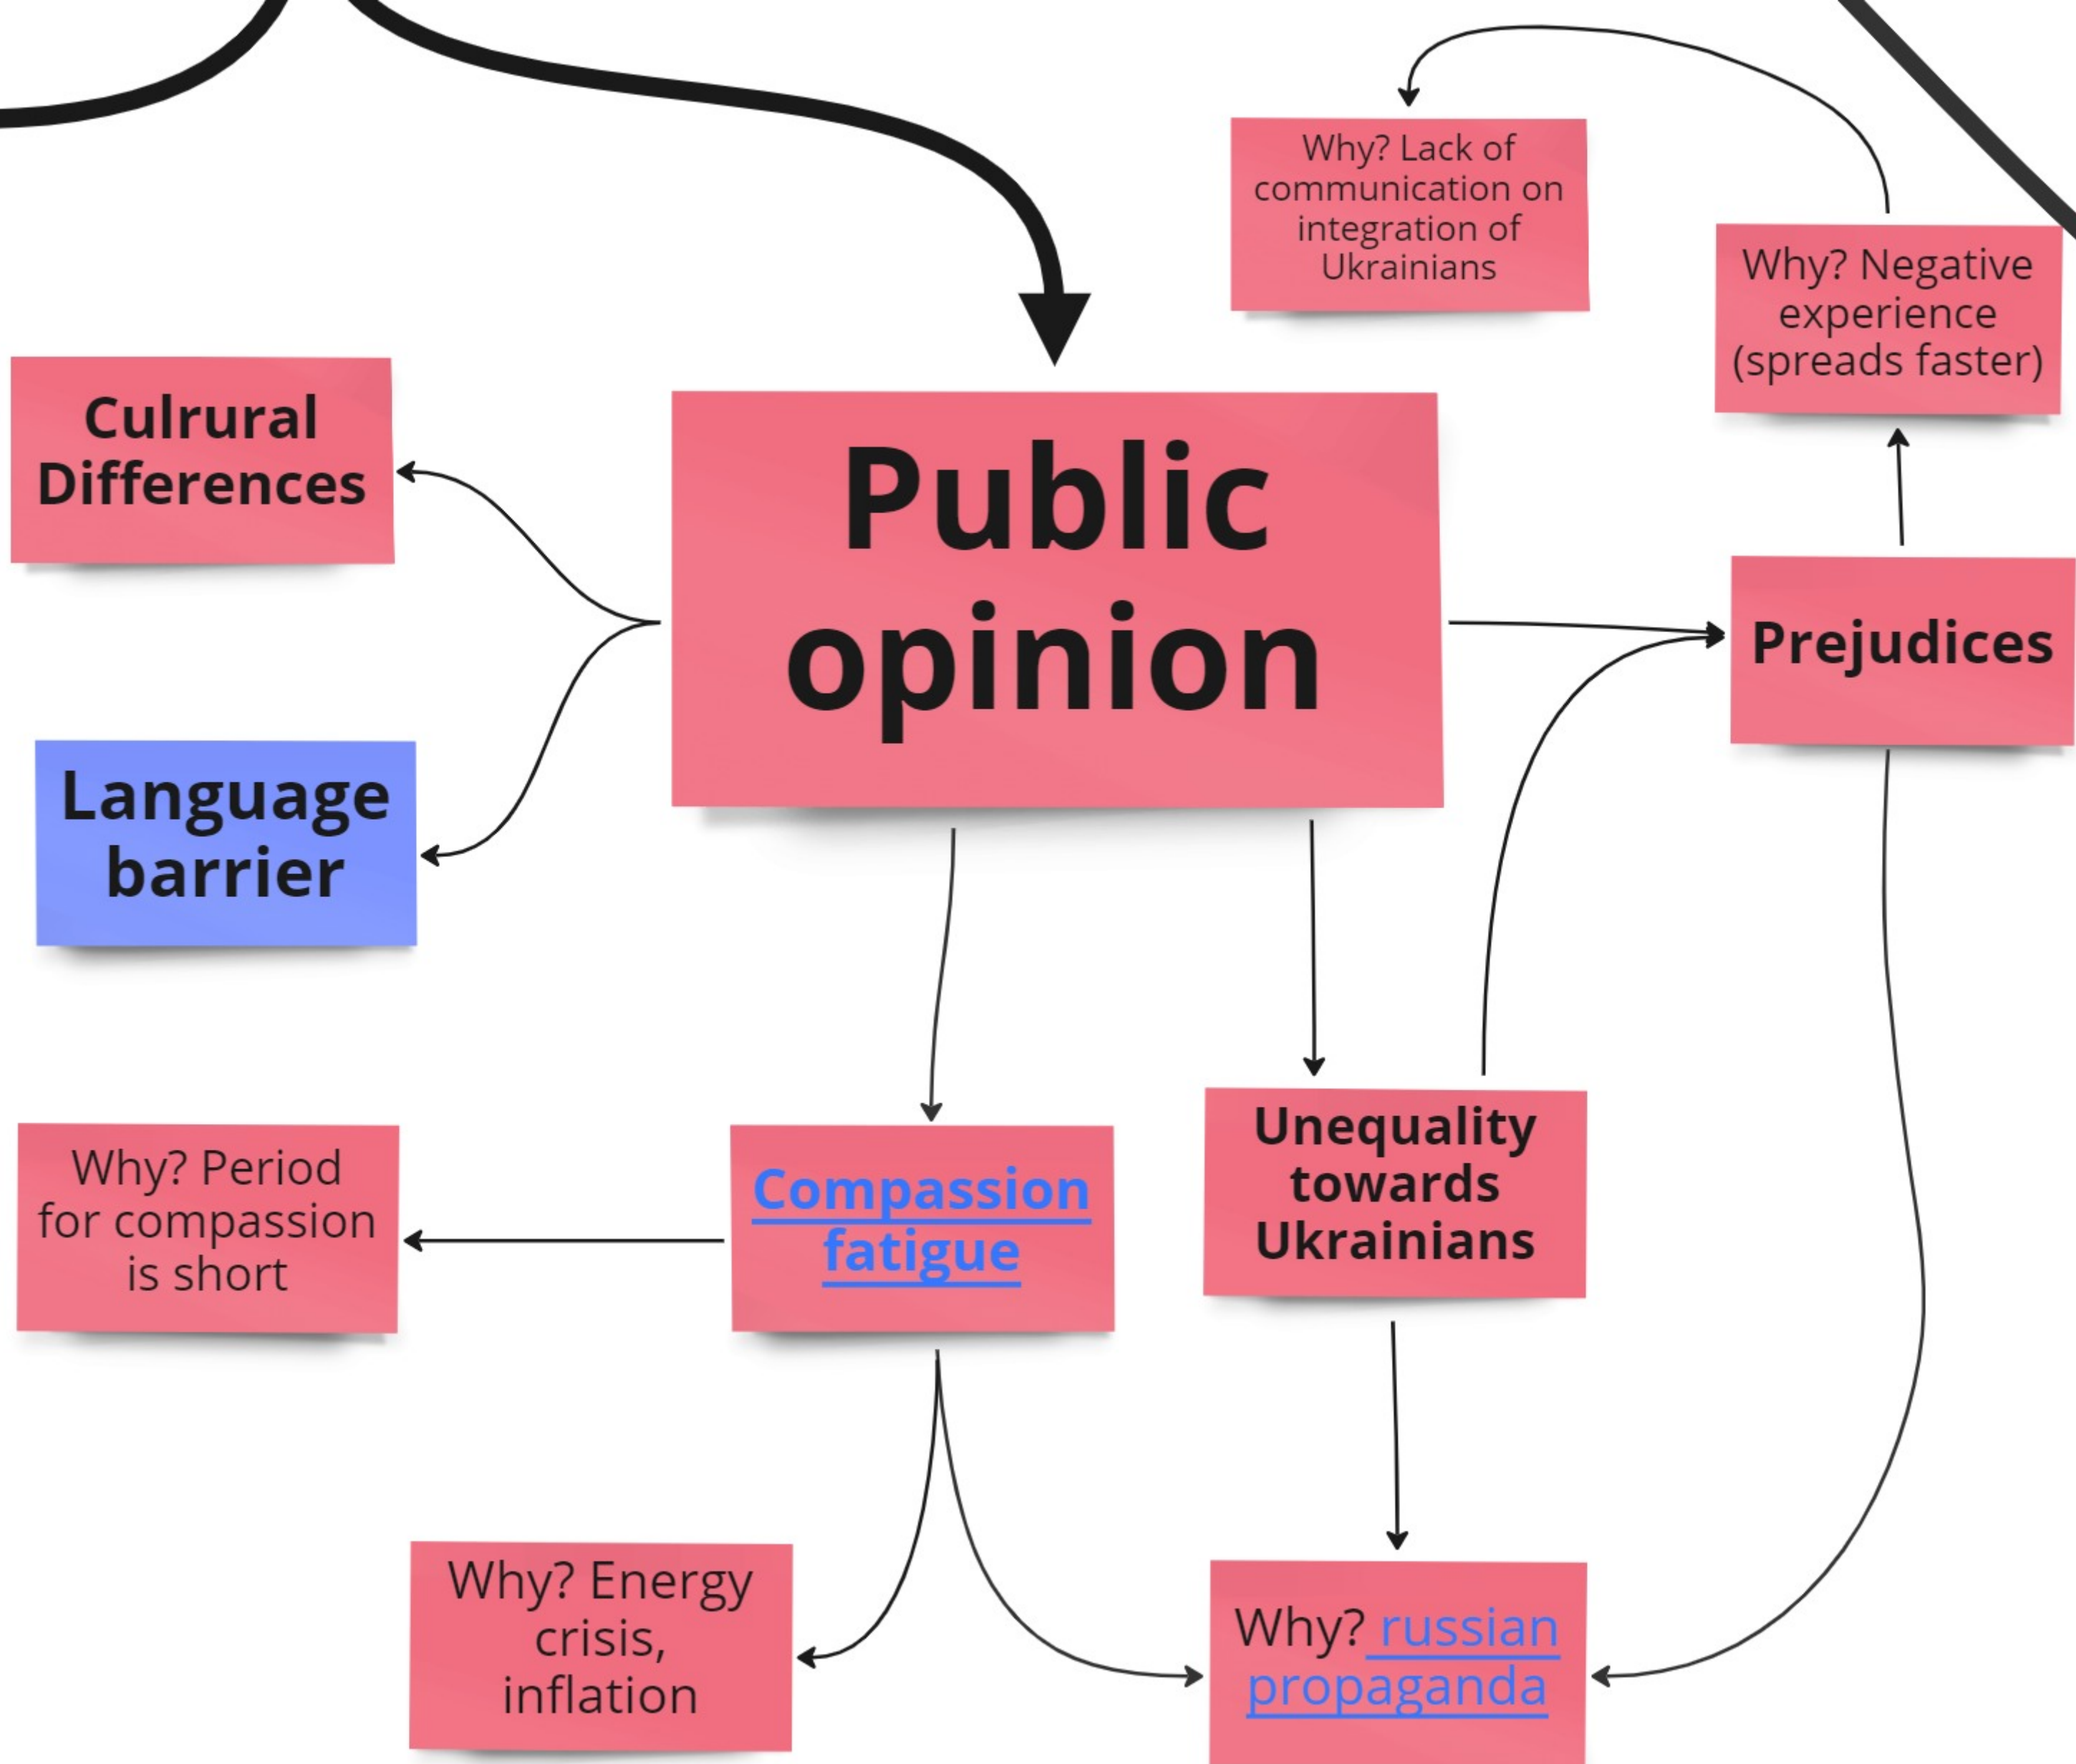 Why? Lack of
communication on
integration of
Ukrainians
Why? Negative
experience
(spreads faster)
Culrural
Differences
Public
opinion
Prejudices
Language
barrier
Why? Period
for compassion
is short
Compassion
fatigue
Unequality
towards
Ukrainians
Why? Energy
crisis,
inflation
Why? russian
propaganda